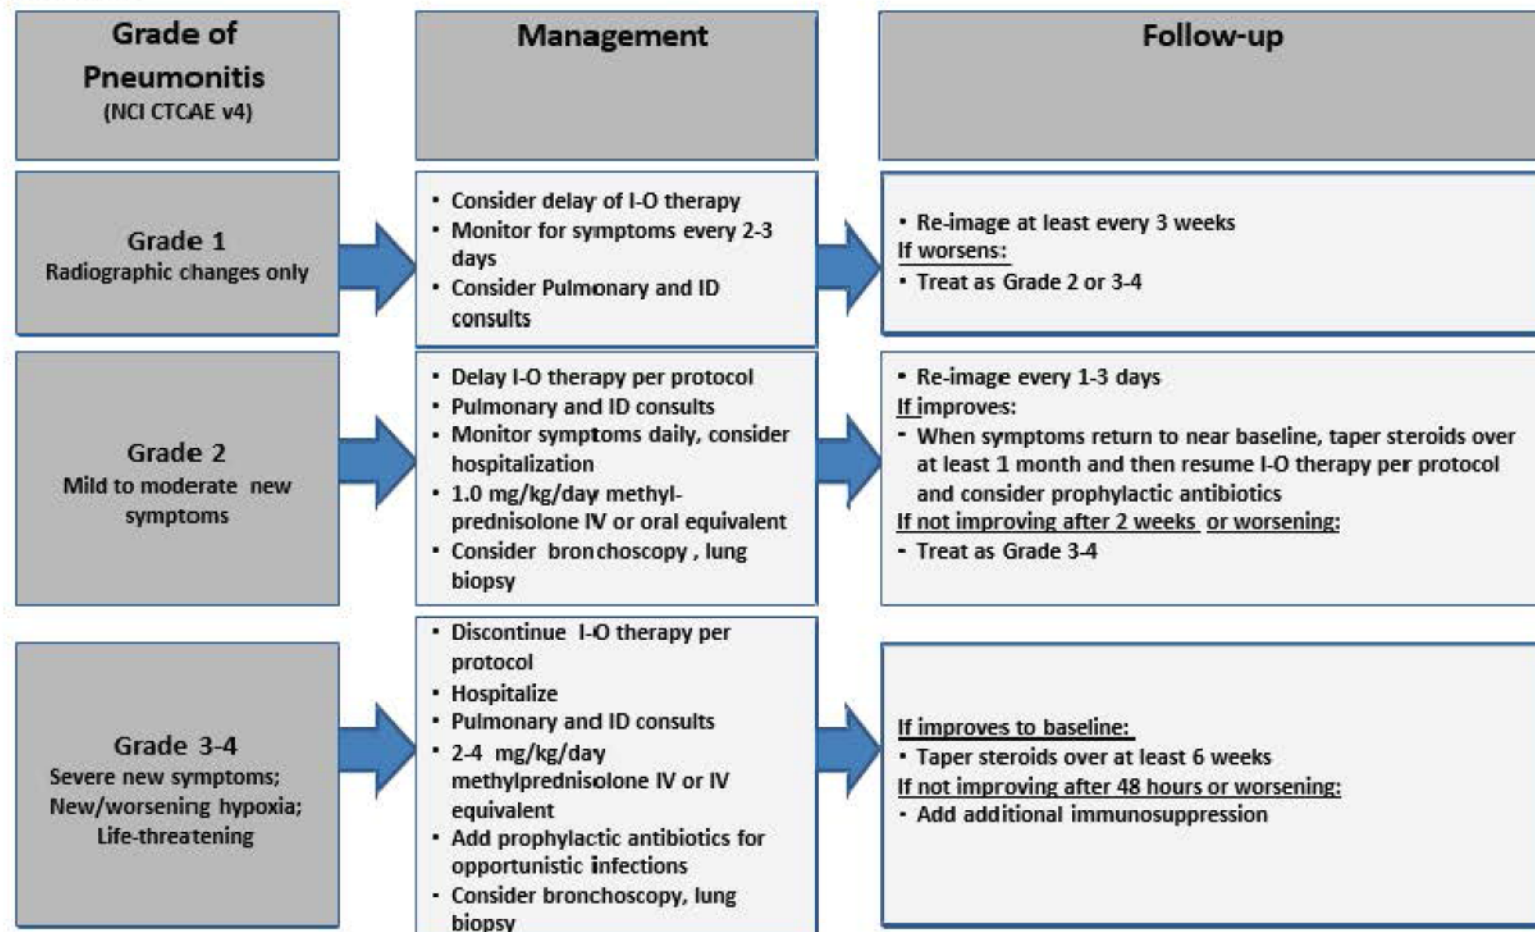 Grade of
Pneumonitis
(NCI CTCAE v4)
Management
Follow-up
Grade 1
Radiographic changes only
• Consider delay of I-O therapy
• Monitor for symptoms every 2-3
days
• Consider Pulmonary and ID
consults
• Re-image at least every 3 weeks
If worsens:
• Treat as Grade 2 or 3-4
Grade 2
Mild to moderate new
symptoms
• Delay I-O therapy per protocol
• Pulmonary and ID consults
• Monitor symptoms daily, consider
hospitalization
• 1.0 mg/kg/day methyl-
prednisolone IV or oral equivalent
• Consider bronchoscopy , lung
biopsy
• Re-image every 1-3 days
If improves:
- When symptoms return to near baseline, taper steroids over
at least 1 month and then resume I-O therapy per protocol
and consider prophylactic antibiotics
If not improving after 2 weeks or worsening:
- Treat as Grade 3-4
Grade 3-4
Severe new symptoms;
New/worsening hypoxia;
Life-threatening
• Discontinue I-O therapy per
protocol
• Hospitalize
• Pulmonary and ID consults
• 2-4 mg/kg/day
methylprednisolone IV or IV
equivalent
• Add prophylactic antibiotics for
opportunistic infections
- Consider bronchoscopy, lung
biopsy
If improves to baseline:
• Taper steroids over at least 6 weeks
If not improving after 48 hours or worsening:
- Add additional immunosuppression